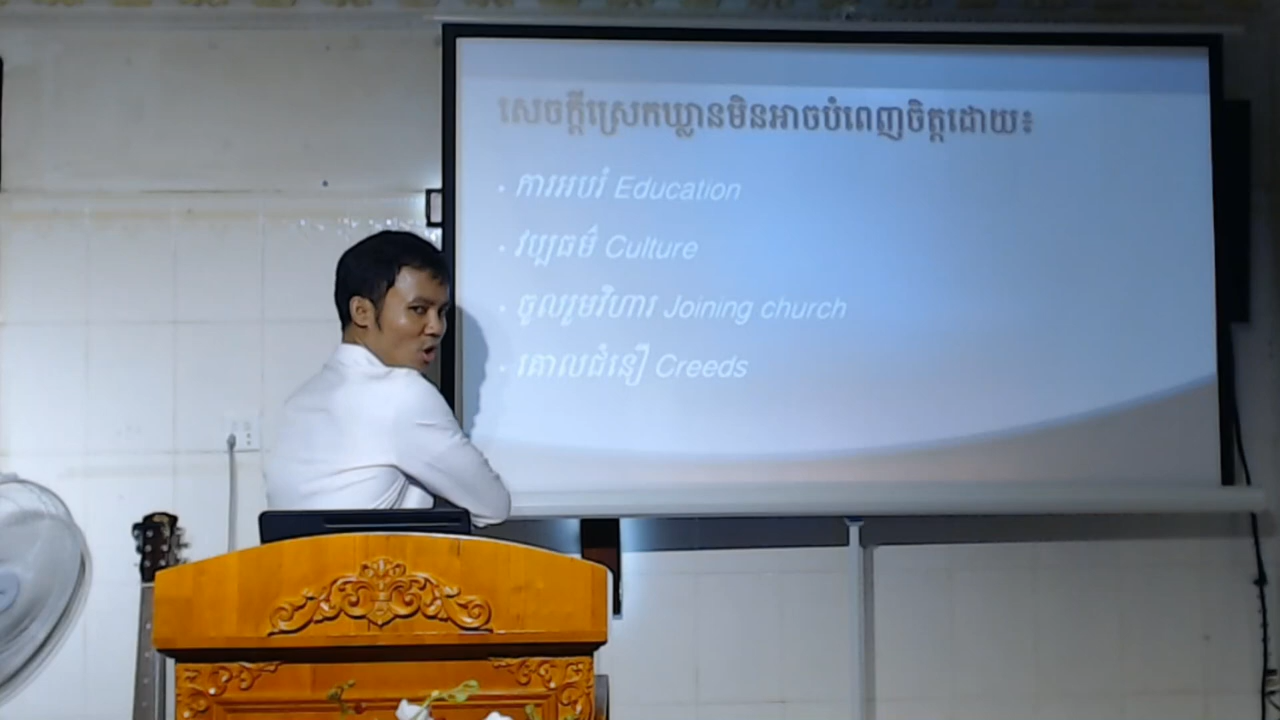 សេចក្តីស្រេកឃ្លានមិនអាចបំពេញចិត្តដោយ៖
• ការអប់រំ Education
• វប្បធម៌ Culture
• ចូលរួមវិហារ Joining church
• គោលជំនឿ Creeds